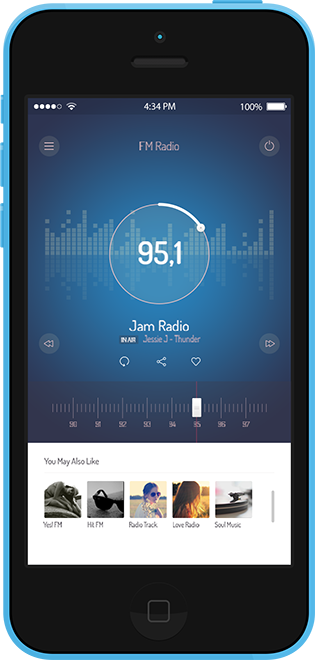 4:34 PM 100%
FM Radio
95,1
Jam Radio
IN AIR Jessie J - Thunder
90 91 92 93 94 95 96 97
You May Also Like
Yes! FM Hit FM Radio Track Love Radio Soul Music